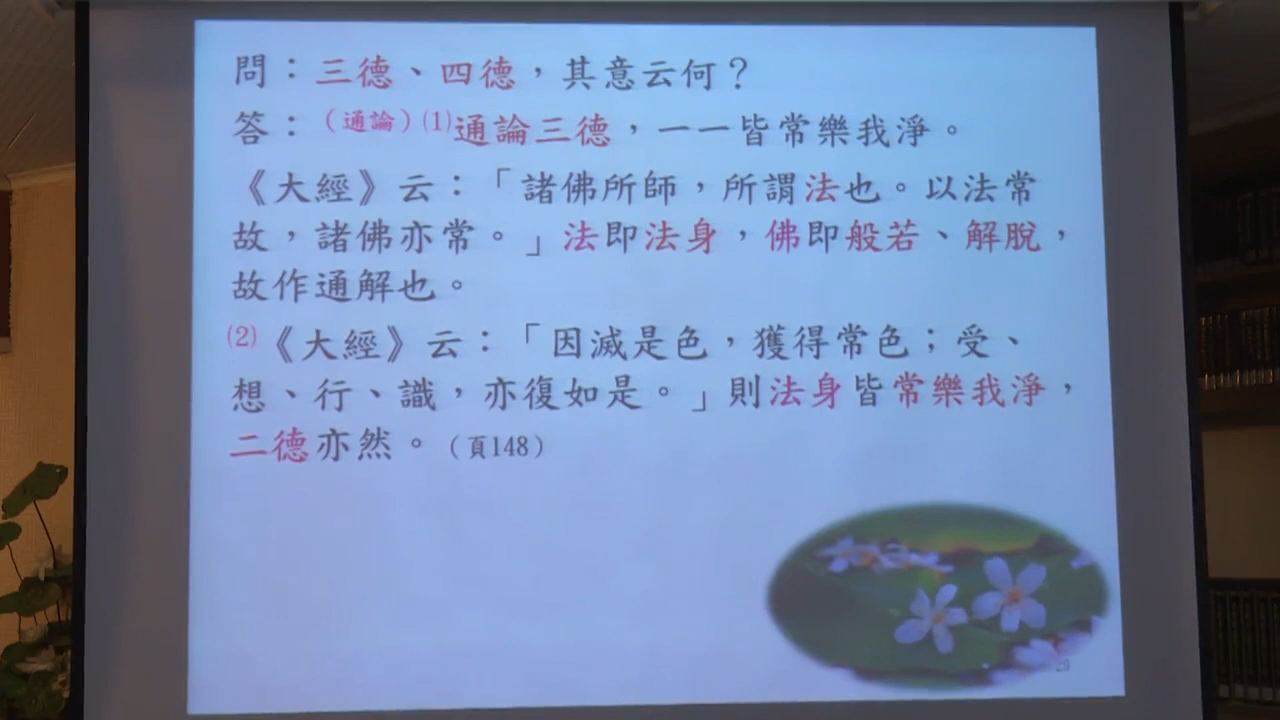 問：三德、四德，其意云何？
答：（通論）⑴通論三德，一一皆常樂我淨。
《大經》云：「諸佛所師，所謂法也。以法常
故，諸佛亦常。」法即法身，佛即般若、解脫，
故作通解也。
⑵《大經》云：「因滅是色，獲得常色；受、
想、行、識，亦復如是。」則法身皆常樂我淨，
二德亦然。（頁148）